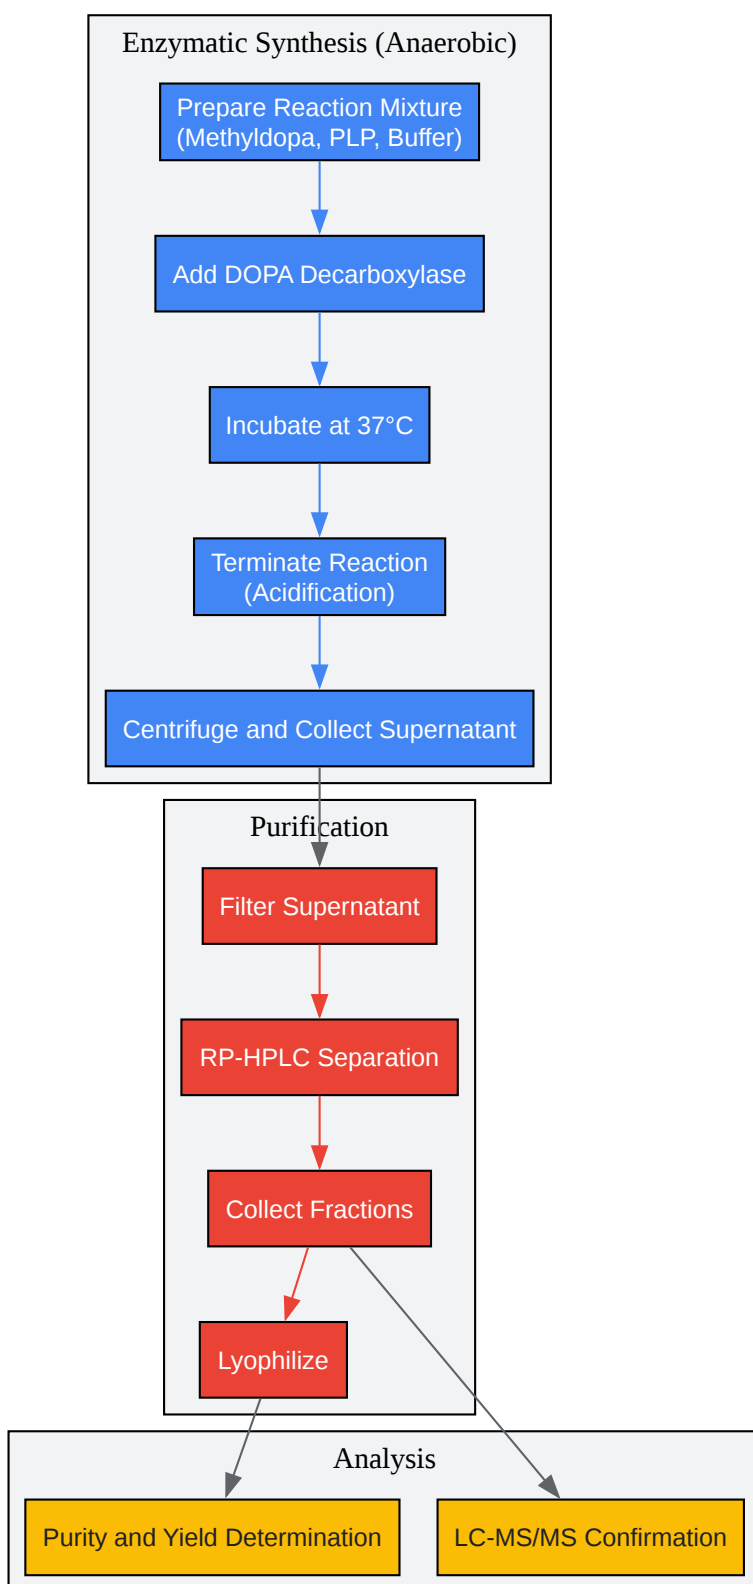 Enzymatic Synthesis (Anaerobic)
Prepare Reaction Mixture
(Methyldopa, PLP, Buffer)
Add DOPA Decarboxylase
Incubate at 37°C
Terminate Reaction
(Acidification)
Centrifuge and Collect Supernatant
Purification
Filter Supernatant
RP-HPLC Separation
Collect Fractions
Lyophilize
Analysis
Purity and Yield Determination
LC-MS/MS Confirmation